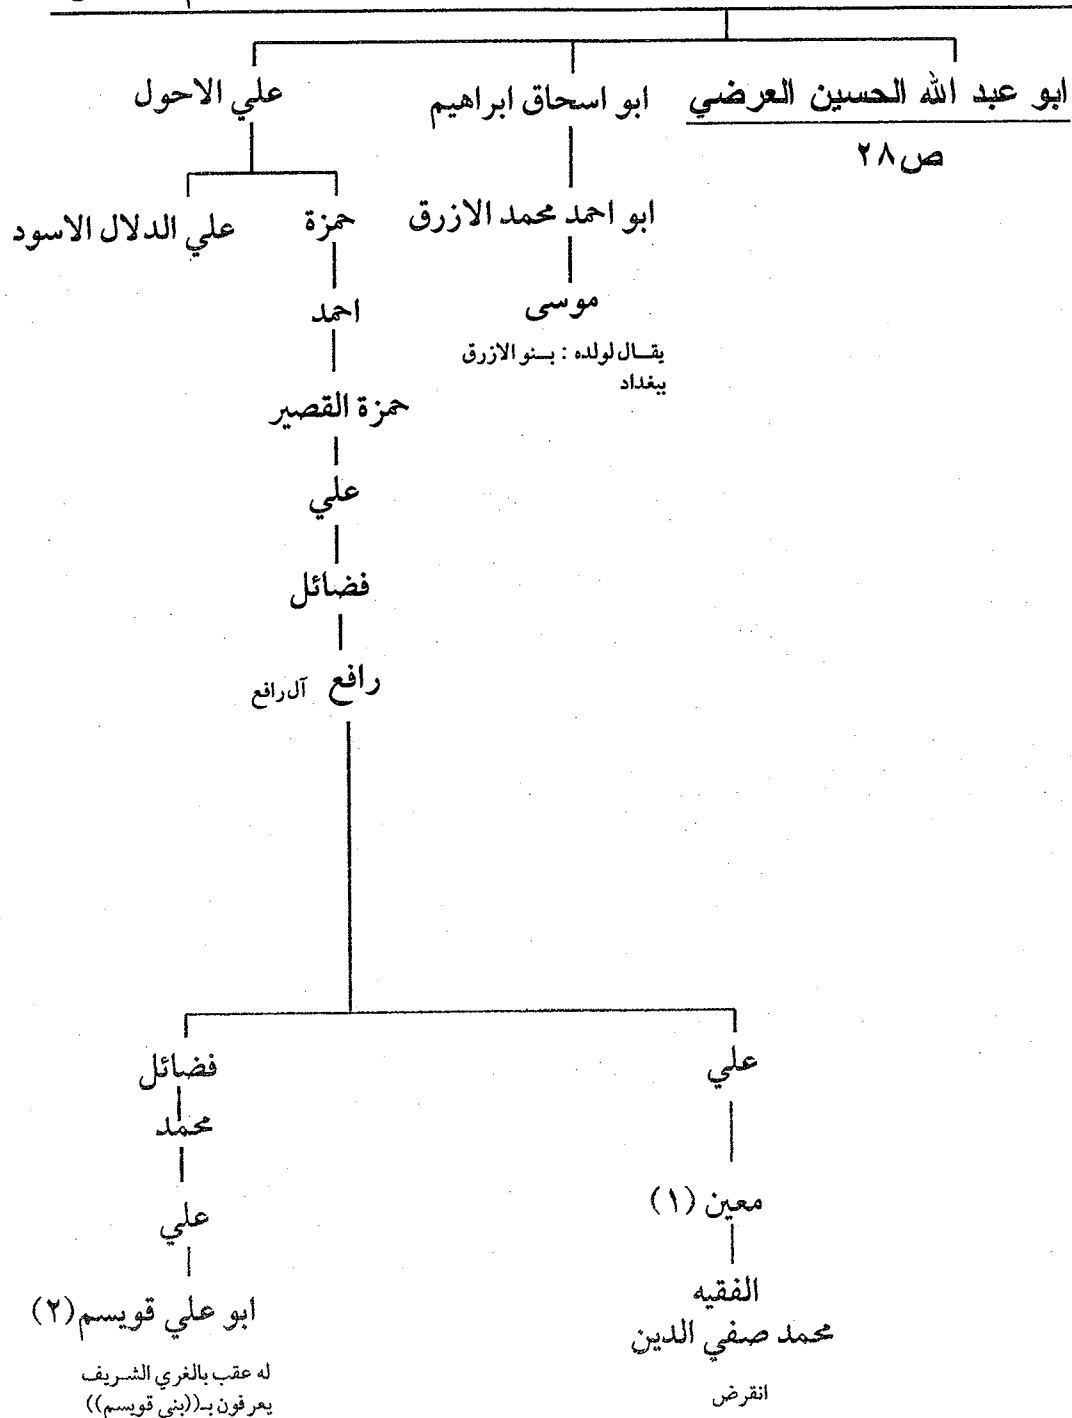 ابو عبد الله الحسين العرضي
ص٢٨
ابو اسحاق ابراهيم
علي الاحول
ابو احمد محمد الازرق
حمزة
علي الدلال الاسود
موسى
يقال لولده : بنو الازرق
ببغداد
احمد
حمزة القصير
علي
فضائل
رافع آل رافع
علي
فضائل
محمد
معين (١)
علي
الفقيه
محمد صفي الدين
انقرض
ابو علي قويسم(٢)
له عقب بالغري الشريف
يعرفون بـ((بني قويسم))